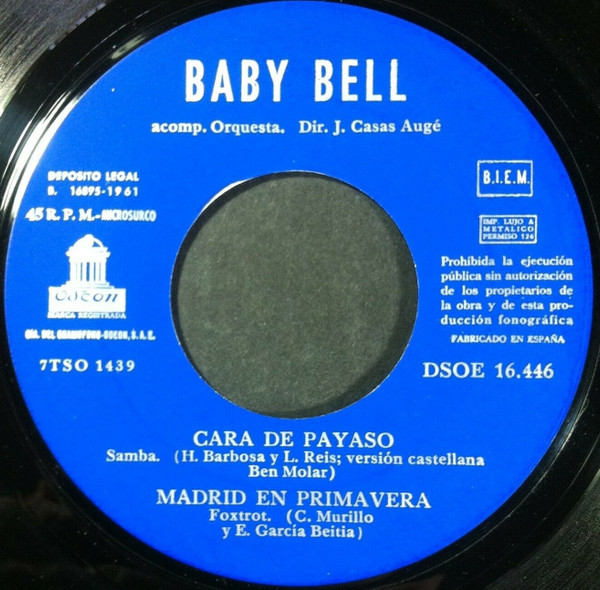 BABY BELL
acomp. Orquesta. Dir. J. Casas Augé
DEPOSITO LEGAL
B. 16895-1961
45 R. P. M.-MICROSURCO
B.I.E.M.
IMP. LUJO A
METALICO
PERMISO 124
ODEON
MARCA REGISTRADA
CIA. DEL GRAMOFONO-ODEON, S. A. E.
7TSO 1439
Prohibida la ejecución
pública sin autorización
de los propietarios de
la obra y de esta pro-
ducción fonográfica
FABRICADO EN ESPAÑA
DSOE 16.446
CARA DE PAYASO
Samba. (H. Barbosa y L. Reis; versión castellana
Ben Molar)
MADRID EN PRIMAVERA
Foxtrot. (C. Murillo
y E. García Beitia)